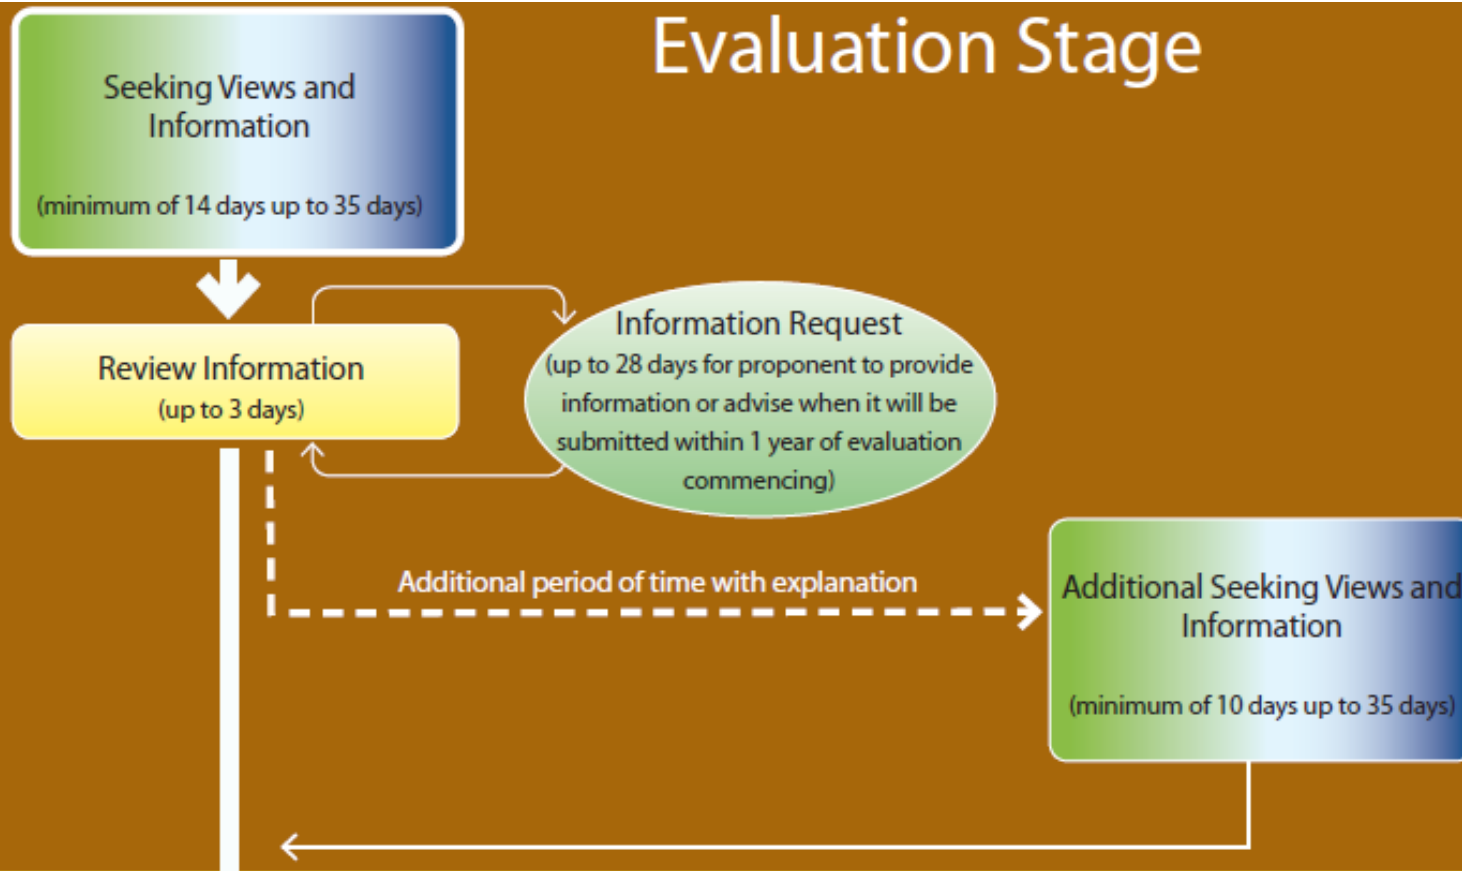 Evaluation Stage
Seeking Views and
Information
(minimum of 14 days up to 35 days)
Review Information
(up to 3 days)
Information Request
(up to 28 days for proponent to provide
information or advise when it will be
submitted within 1 year of evaluation
commencing)
Additional period of time with explanation
Additional Seeking Views and
Information
(minimum of 10 days up to 35 days)